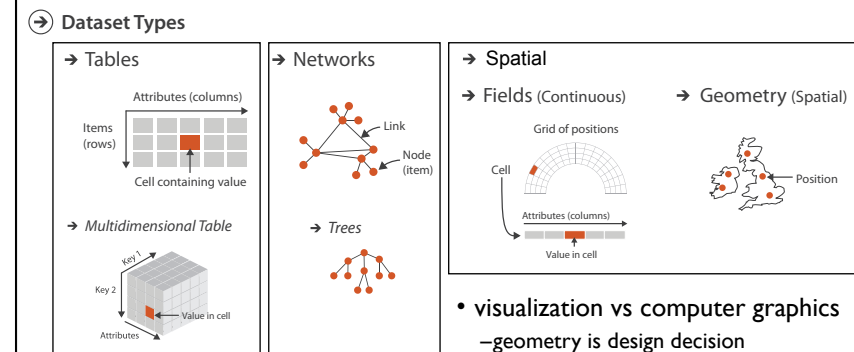 Dataset Types
→ Tables
Attributes (columns)
Items
(rows)
Cell containing value
→ Multidimensional Table
Key 1
Key 2
Value in cell
Attributes
→ Networks
Link
Node
(item)
→ Trees
→ Spatial
→ Fields (Continuous)
Grid of positions
Cell
Attributes (columns)
Value in cell
→ Geometry (Spatial)
Position
• visualization vs computer graphics
–geometry is design decision